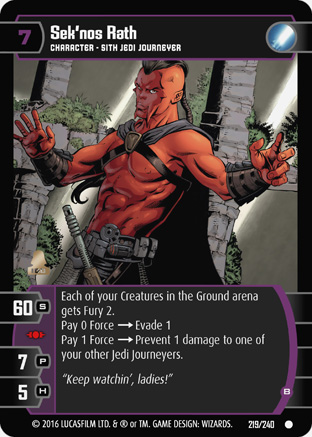 7 Sek'nos Rath
CHARACTER - SITH JEDI JOURNEYER
60 S
7 P
5 H
Each of your Creatures in the Ground arena
gets Fury 2.
Pay 0 Force → Evade 1
Pay 1 Force → Prevent 1 damage to one of
your other Jedi Journeyers.
"Keep watchin', ladies!"
B
© 2016 LUCASFILM LTD. & ® or TM. GAME DESIGN: WIZARDS. 219/240